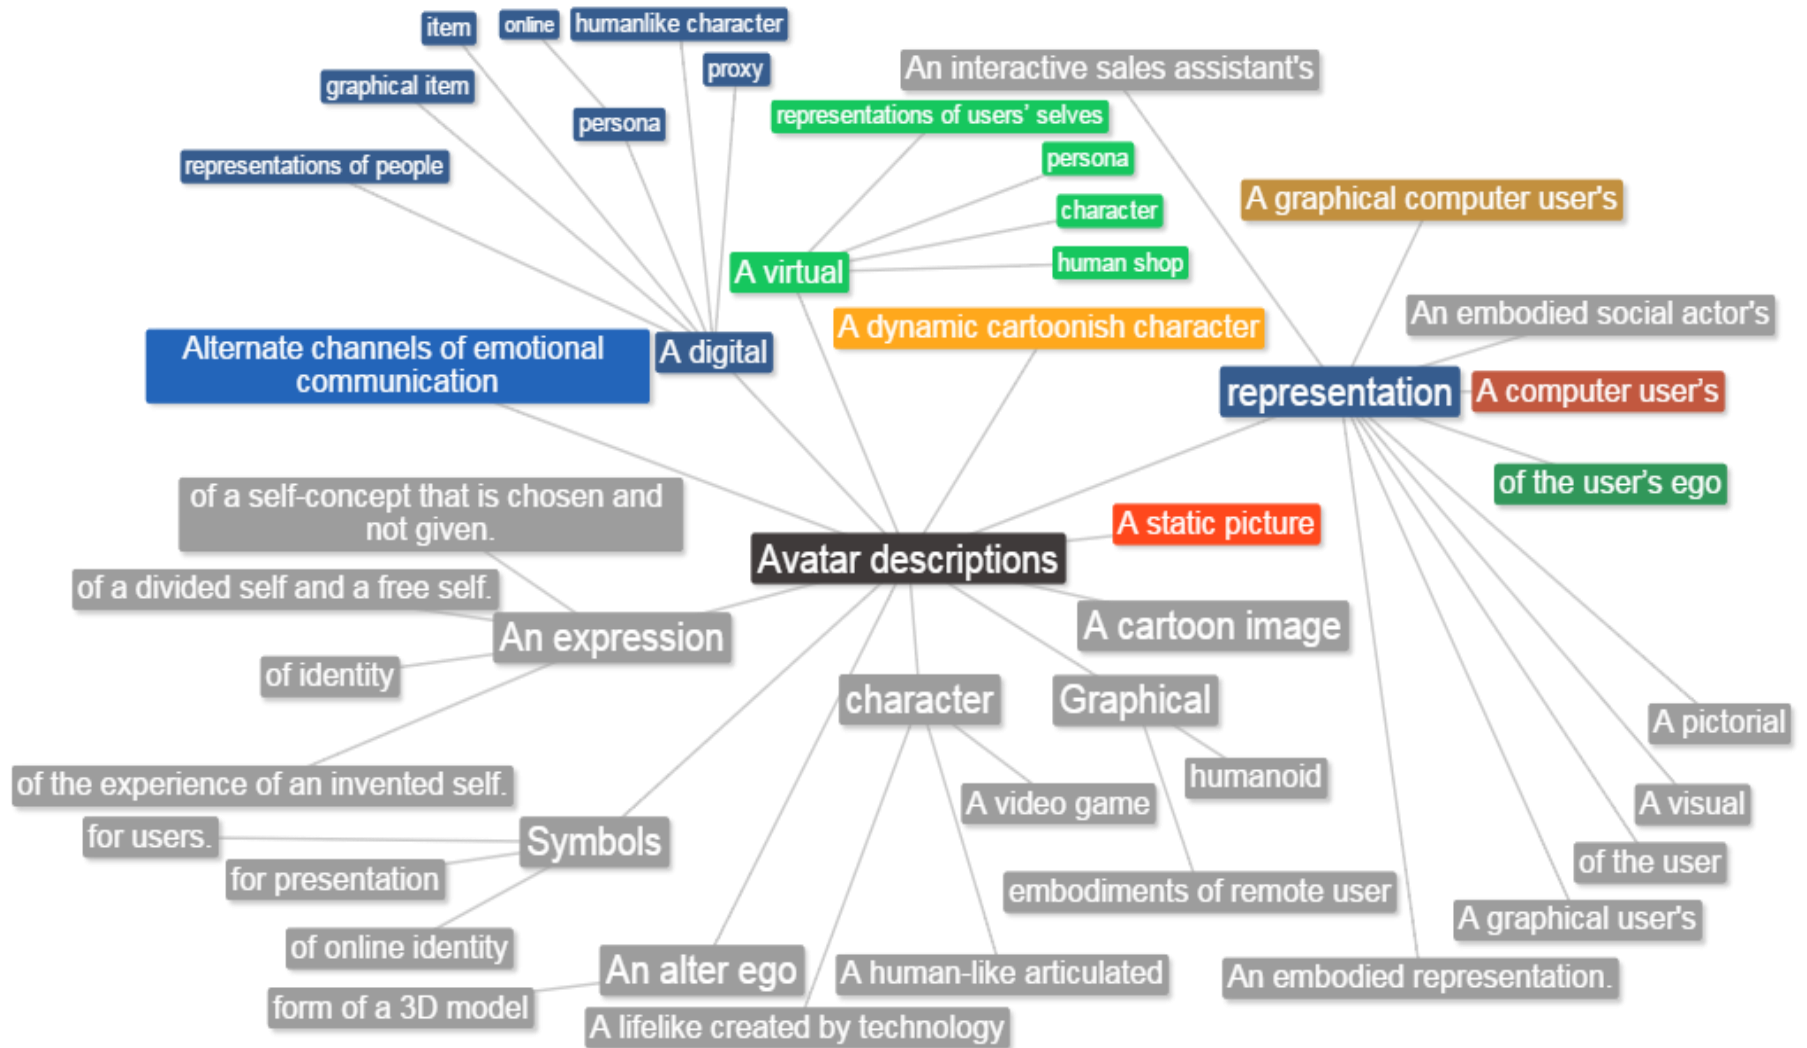 item
online
humanlike character
An interactive sales assistant's
proxy
graphical item
representations of users’ selves
persona
persona
representations of people
A graphical computer user's
character
human shop
A virtual
An embodied social actor's
A dynamic cartoonish character
Alternate channels of emotional
communication
A digital
representation
A computer user’s
of the user's ego
of a self-concept that is chosen and
not given.
A static picture
Avatar descriptions
of a divided self and a free self.
An expression
A cartoon image
of identity
character
Graphical
A pictorial
humanoid
of the experience of an invented self.
A video game
A visual
for users.
Symbols
of the user
for presentation
embodiments of remote user
A graphical user's
of online identity
An alter ego
A human-like articulated
An embodied representation.
form of a 3D model
A lifelike created by technology